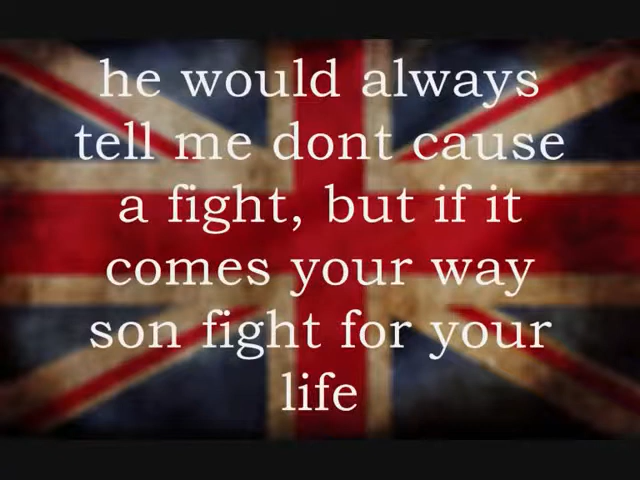 he would always
tell me dont cause
a fight, but if it
comes your way
son fight for your
life